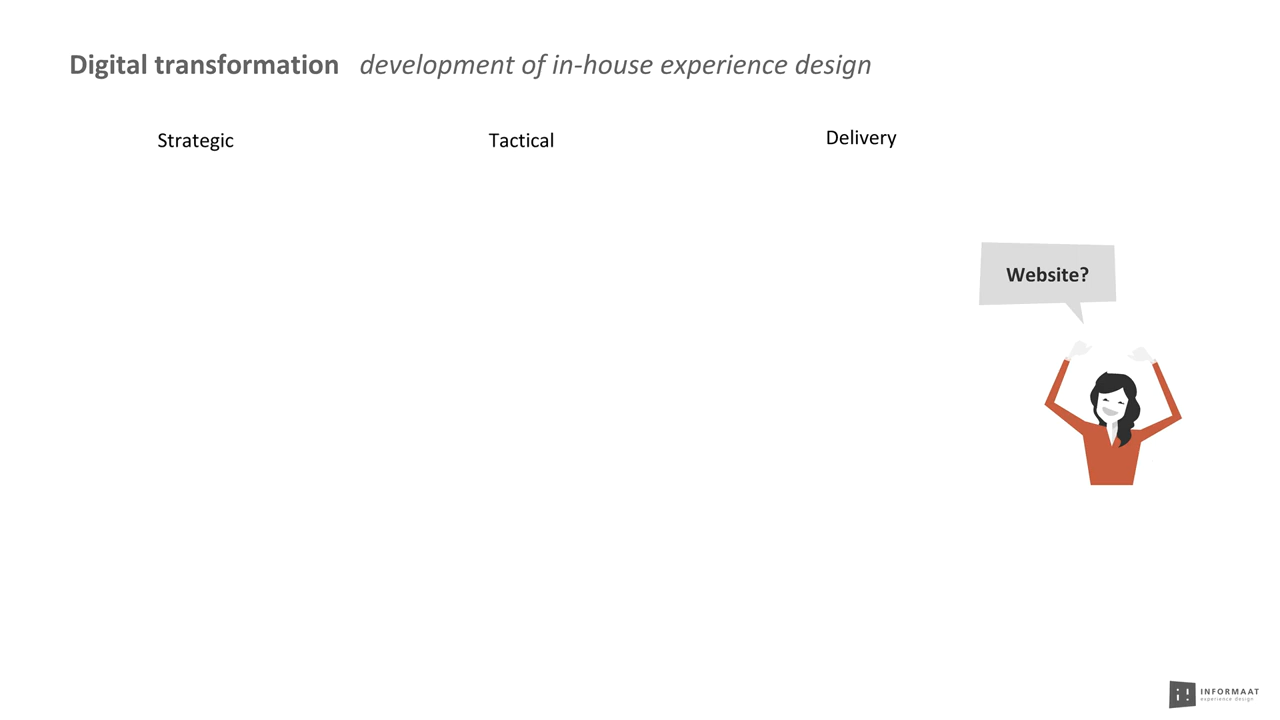 Digital transformation development of in-house experience design
Strategic Tactical Delivery
Website?
INFORMAAT
experience design